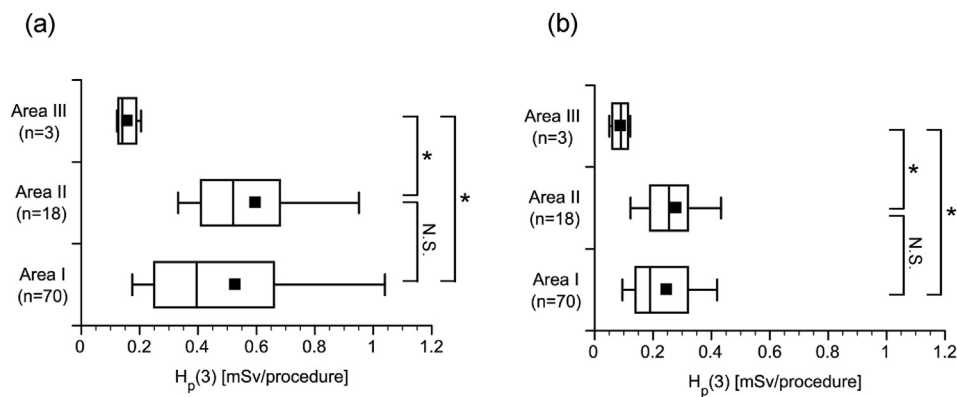 (a)
Area III
(n=3)
Area II
(n=18)
Area I
(n=70)
*
N.S.
*
0 0.2 0.4 0.6 0.8 1 1.2
Hp(3) [mSv/procedure]
(b)
Area III
(n=3)
Area II
(n=18)
Area I
(n=70)
*
N.S.
*
0 0.2 0.4 0.6 0.8 1 1.2
Hp(3) [mSv/procedure]